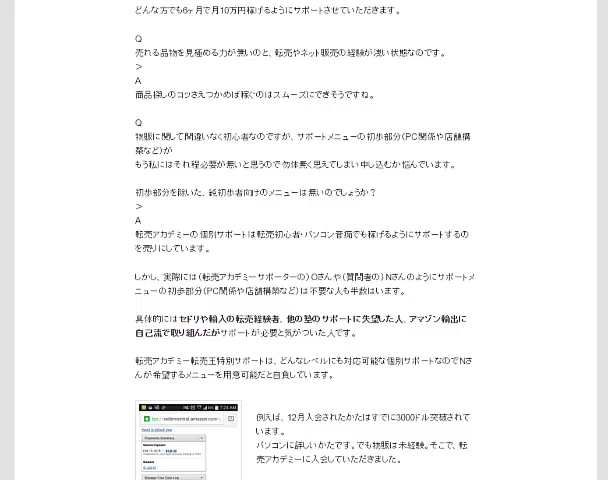 どんな方でも6ヶ月で月10万円稼げるようにサポートさせていただきます。
Q
売れる品物を見極める力が無いのと、転売やネット販売の経験が浅い状態なのです。
>
A
商品探しのコツさえつかめば稼ぐのはスムーズにできそうですね。
Q
物販に関して間違いなく初心者なのですが、サポートメニューの初歩部分(PC関係や店舗構
築など)が
もう私にはそれ程必要が無いと思うので勿体無く思えてしまい申し込むか悩んでいます。
初歩部分を除いた、純初歩者向けのメニューは無いのでしょうか?
>
A
転売アカデミーの個別サポートは転売初心者・パソコン音痴でも稼げるようにサポートするの
を売りにしています。
しかし、実際には(転売アカデミーサポーターの)Oさんや(質問者の)Nさんのようにサポートメ
ニューの初歩部分(PC関係や店舗構築など)は不要な人も半数はいます。
具体的にはセドリや輸入の転売経験者、他の塾のサポートに失望した人、アマゾン輸出に
自己流で取り組んだがサポートが必要と気がついた人です。
転売アカデミー転売王特別サポートは、どんなレベルにも対応可能な個別サポートなのでNさ
んが希望するメニューを用意可能だと自負しています。
7:24 AM
sellercentral.amazon.com
Payments Summary
Manage Your Case Log
例えば、12月入会されたかたはすでに3000ドル突破されて
います。
パソコンに詳しいかたです。でも物販は未経験。そこで、転
売アカデミーに入会していただきました。